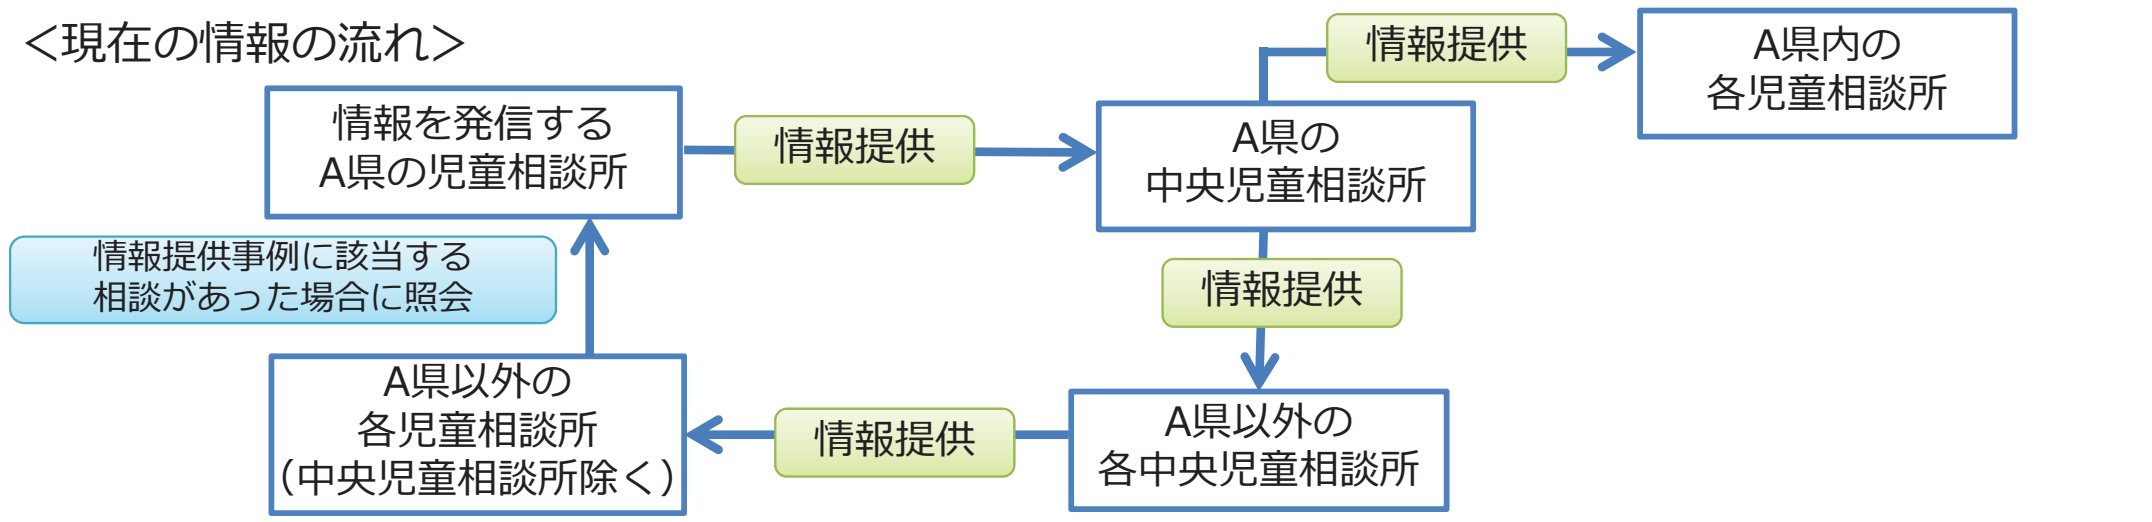 ＜現在の情報の流れ＞
情報提供
A県内の
各児童相談所
情報を発信する
A県の児童相談所
情報提供
A県の
中央児童相談所
情報提供事例に該当する
相談があった場合に照会
情報提供
A県以外の
各児童相談所
(中央児童相談所除く)
情報提供
A県以外の
各中央児童相談所